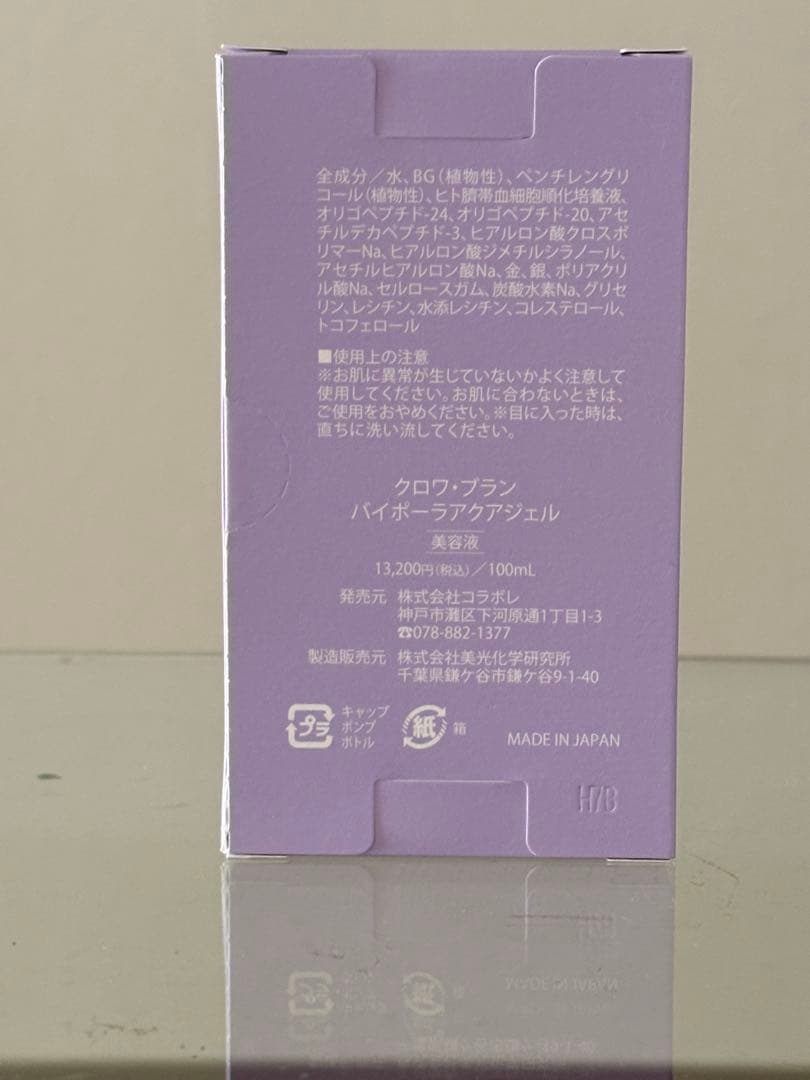 全成分／水、BG（植物性）、ペンチレングリ
コール（植物性）、ヒト臍帯血細胞順化培養液、
オリゴペプチド-24、オリゴペプチド-20、アセ
チルデカペプチド-3、ヒアルロン酸クロスポ
リマーNa、ヒアルロン酸ジメチルシラノール、
アセチルヒアルロン酸Na、金、銀、ポリアクリ
ル酸Na、セルロースガム、炭酸水素Na、グリセ
リン、レシチン、水添レシチン、コレステロール、
トコフェロール
■使用上の注意
※お肌に異常が生じていないかよく注意して
使用してください。お肌に合わないときは、
ご使用をおやめください。※目に入った時は、
直ちに洗い流してください。
クロワ・ブラン
バイポーラアクアジェル
美容液
13,200円（税込）／100mL
発売元 株式会社コラボレ
神戸市灘区下河原通1丁目1-3
☎078-882-1377
製造販売元 株式会社美光化学研究所
千葉県鎌ケ谷市鎌ケ谷9-1-40
プラ キャップ
ポンプ
ボトル
紙 箱
MADE IN JAPAN